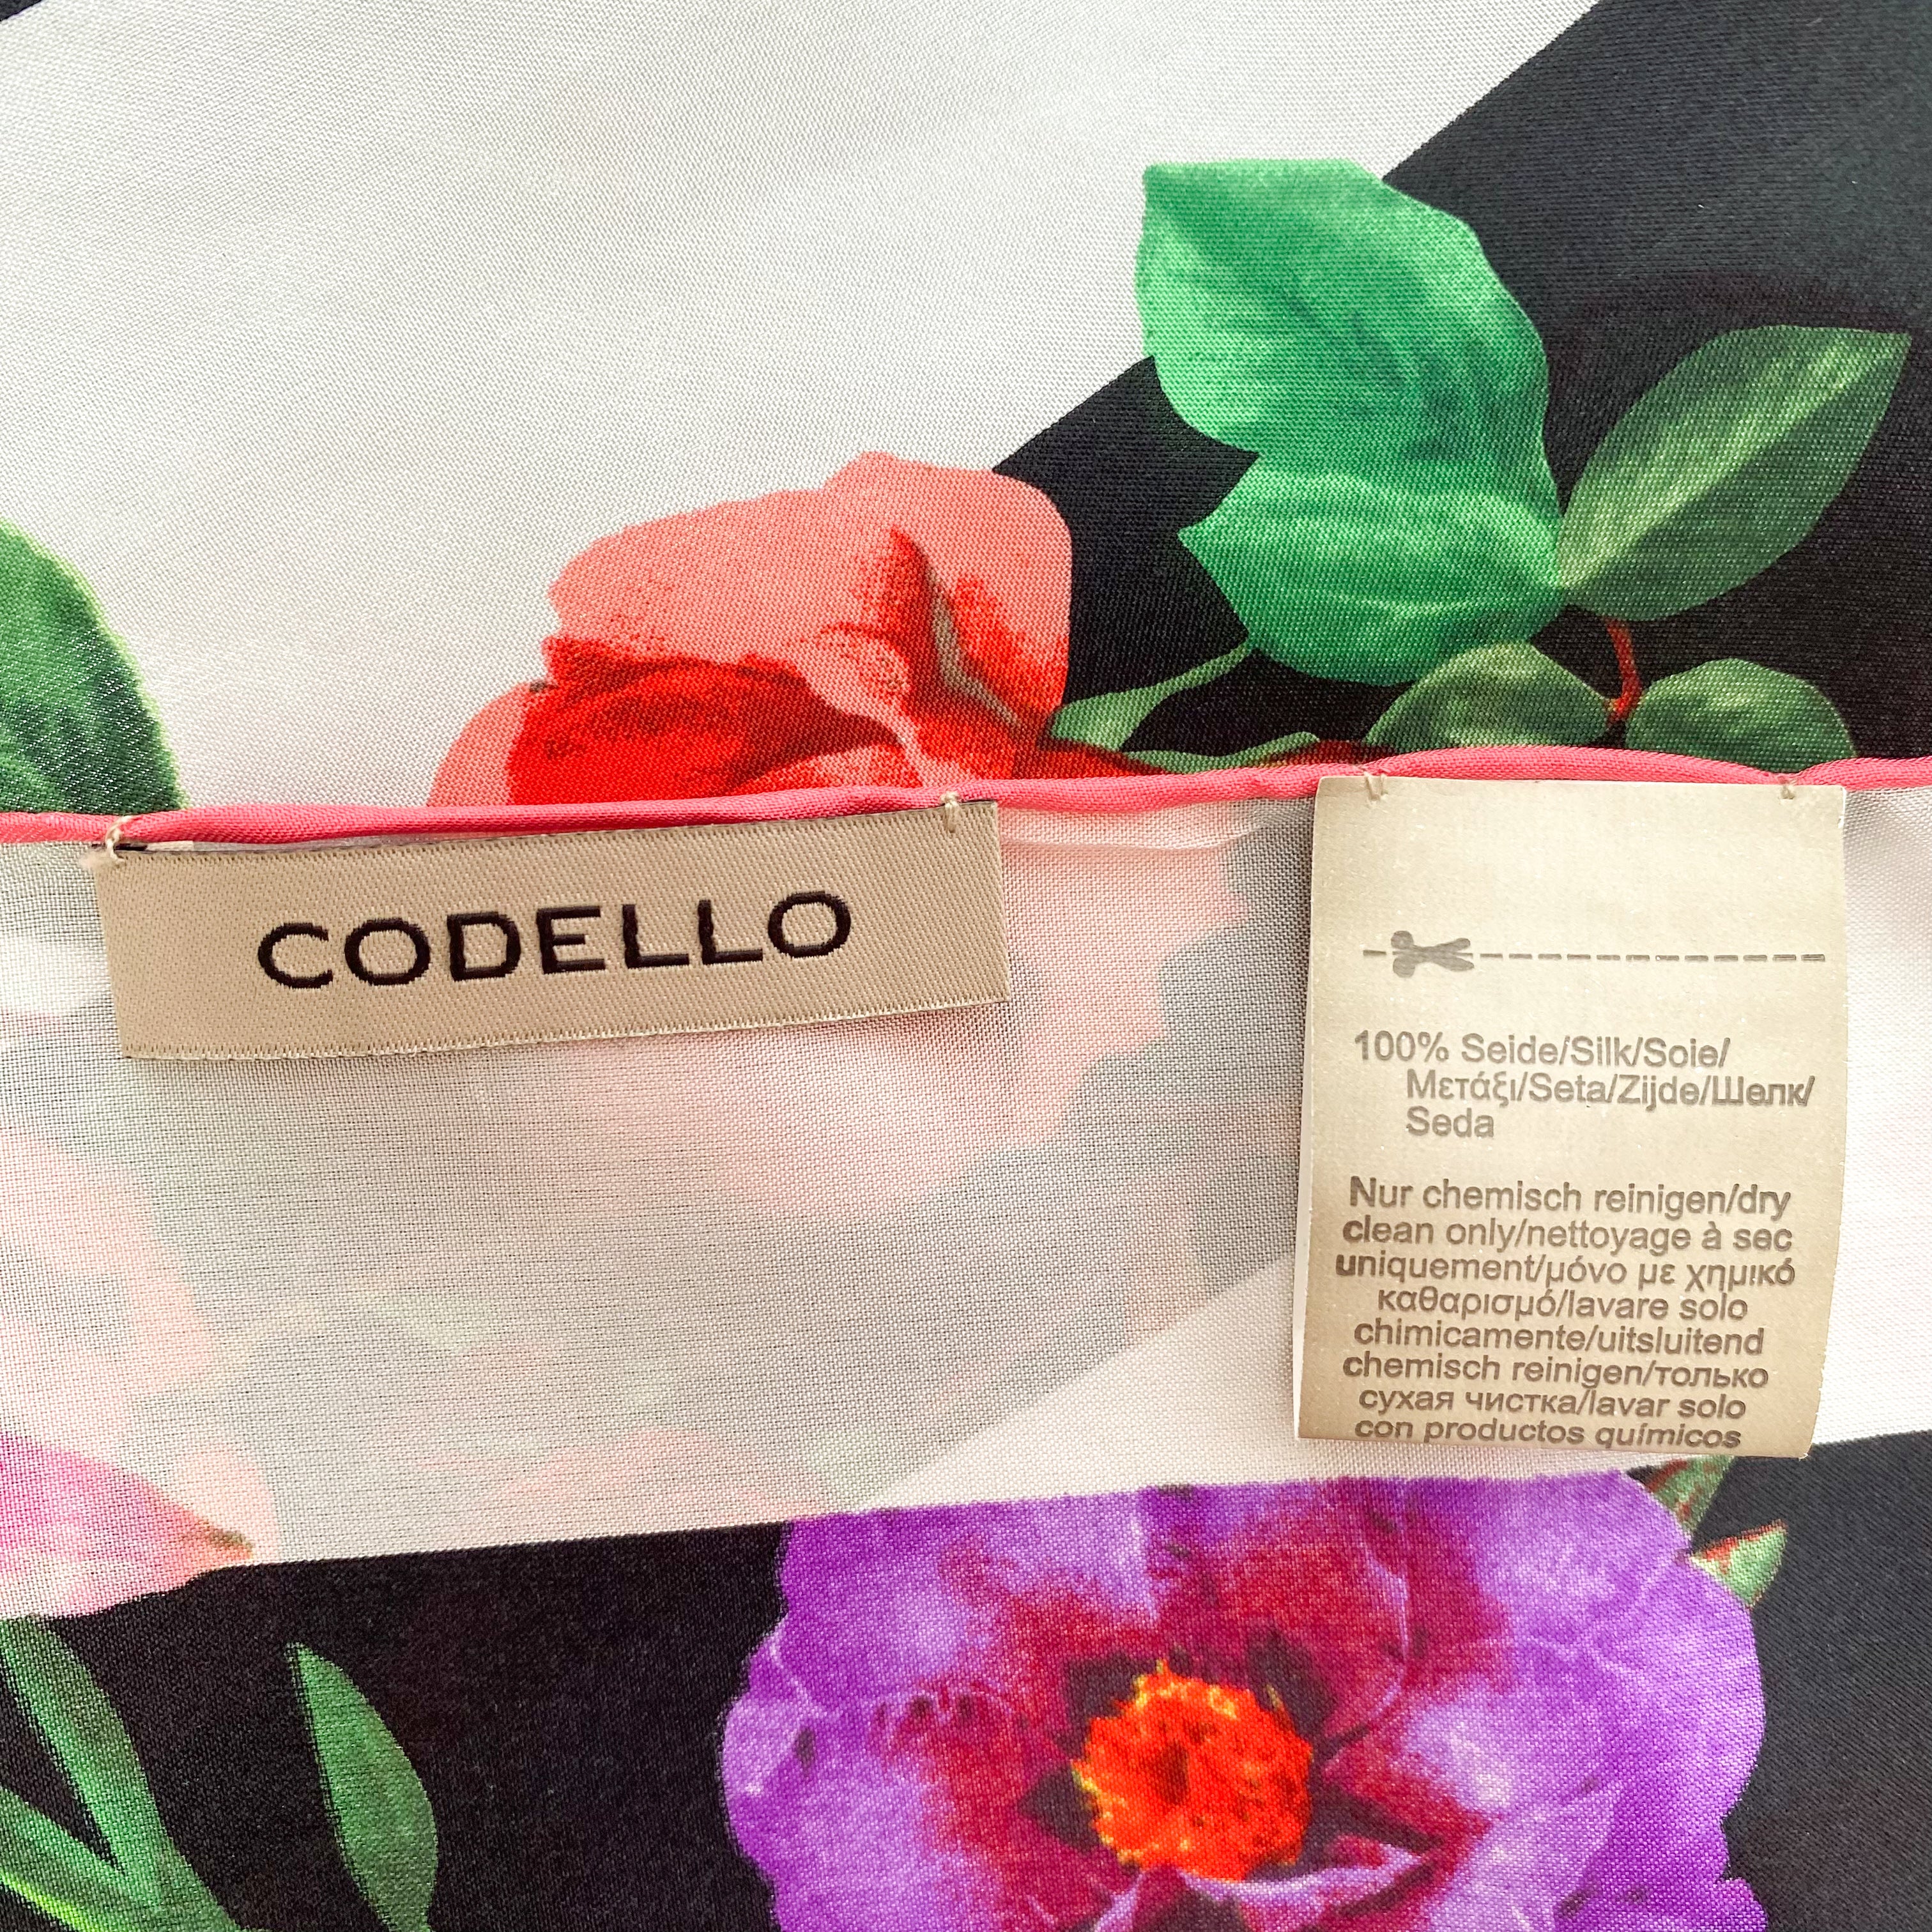 CODELLO
100% Seide/Silk/Soie/
Μετάξι/Seta/Zijde/Шелк/
Seda
Nur chemisch reinigen/dry
clean only/nettoyage à sec
uniquement/μόνο με χημικό
καθαρισμό/lavare solo
chimicamente/uitsluitend
chemisch reinigen/только
сухая чистка/lavar solo
con productos químicos